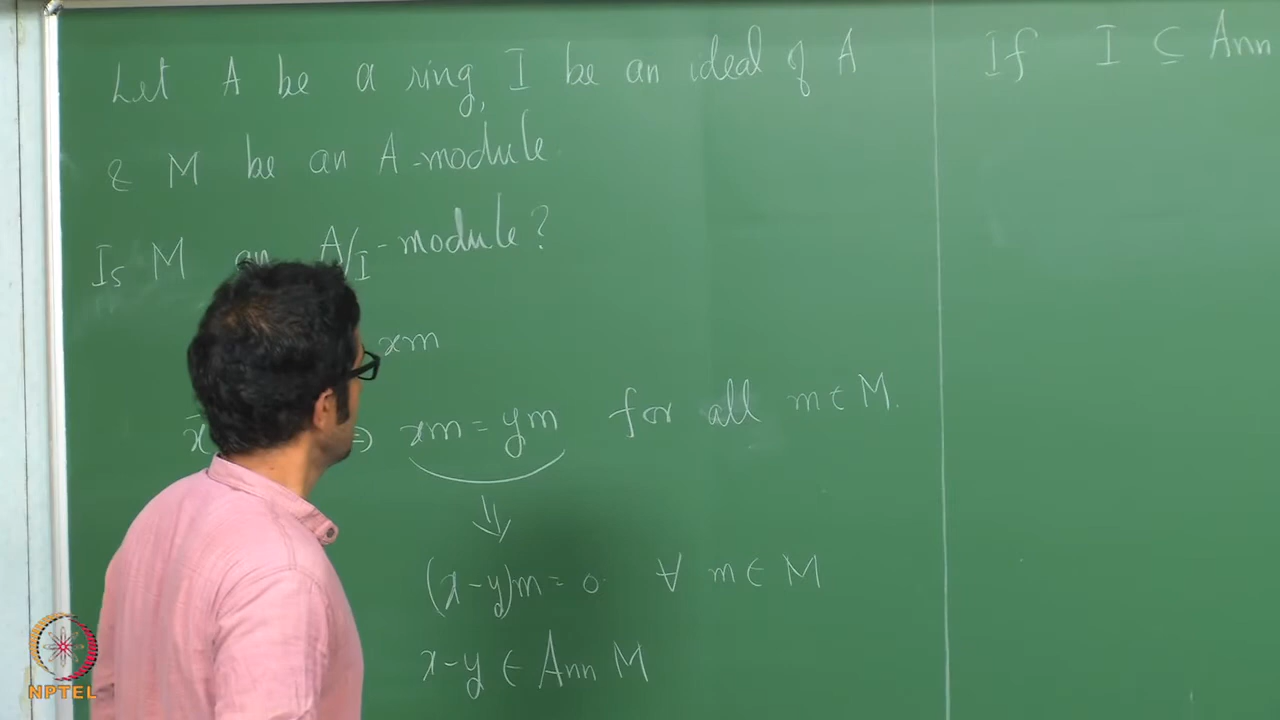 Let A be a ring, I be an ideal of A
& M be an A-module
Is M an A/I-module?
xm
x̄ ⇒ xm = ym for all m ∈ M.
⇓
(x-y)m = 0 ∀ m ∈ M
x-y ∈ Ann M
If I ⊆ Ann
NPTEL